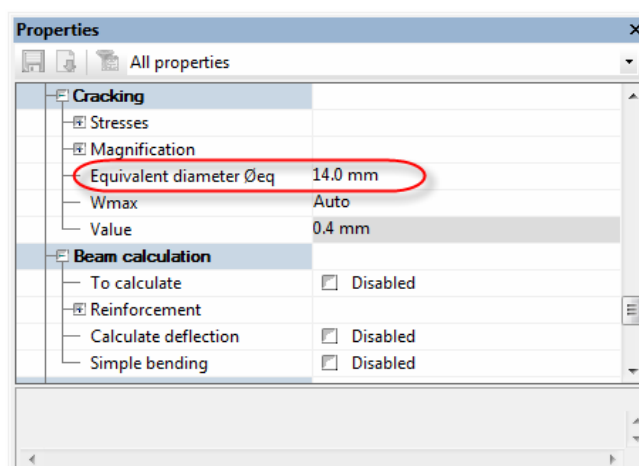 Properties
All properties
Cracking
Stresses
Magnification
Equivalent diameter Øeq 14.0 mm
Wmax Auto
Value 0.4 mm
Beam calculation
To calculate Disabled
Reinforcement
Calculate deflection Disabled
Simple bending Disabled